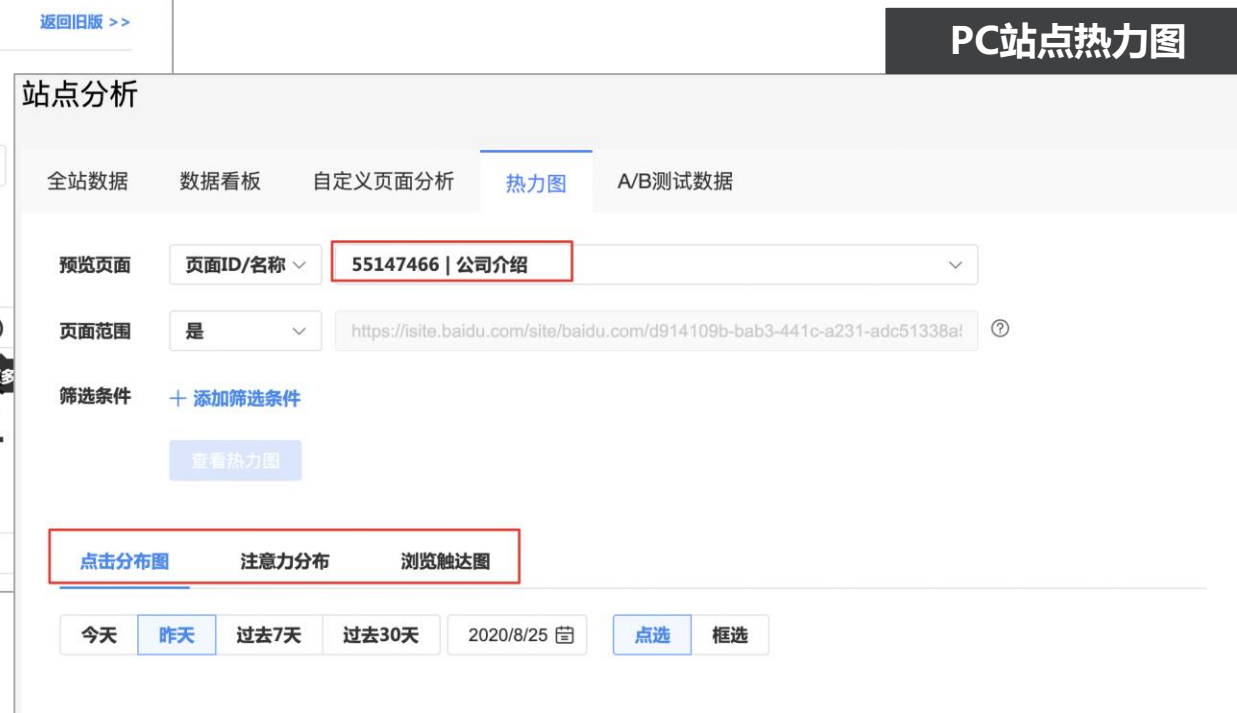 返回旧版 >>
PC站点热力图
站点分析
全站数据 数据看板 自定义页面分析 热力图 A/B测试数据
预览页面 页面ID/名称 55147466 | 公司介绍
页面范围 是 https://isite.baidu.com/site/baidu.com/d914109b-bab3-441c-a231-adc51338a
筛选条件 + 添加筛选条件
查看热力图
点击分布图 注意力分布 浏览触达图
今天 昨天 过去7天 过去30天 2020/8/25 点选 框选